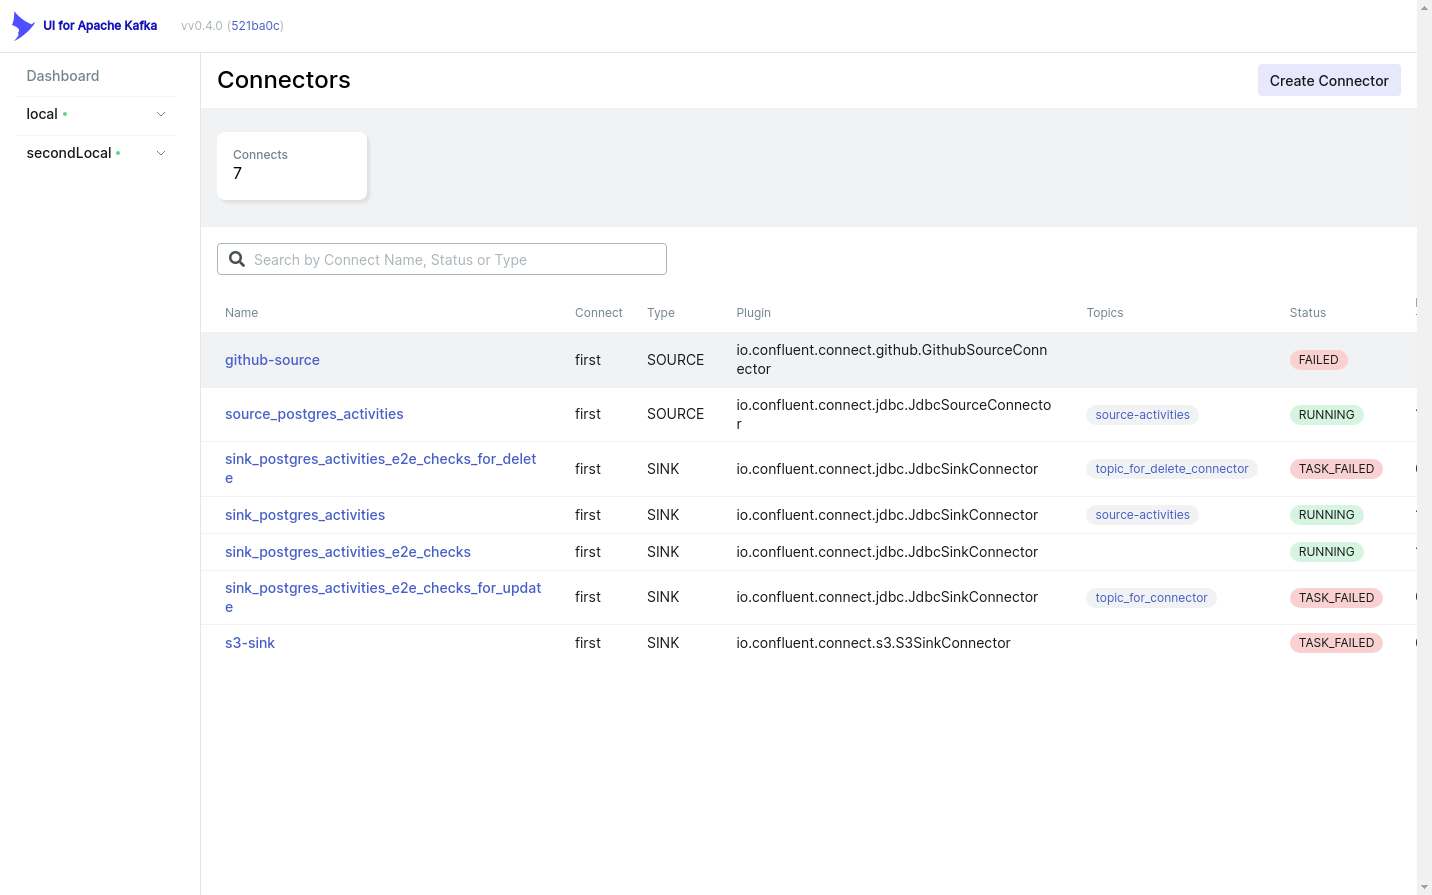 UI for Apache Kafka vv0.4.0 (521ba0c)
Dashboard
local
secondLocal
Connectors
Create Connector
Connects
7
Search by Connect Name, Status or Type
Name Connect Type Plugin Topics Status
github-source first SOURCE io.confluent.connect.github.GithubSourceConn
ector FAILED
source_postgres_activities first SOURCE io.confluent.connect.jdbc.JdbcSourceConnecto
r source-activities RUNNING
sink_postgres_activities_e2e_checks_for_delet
e first SINK io.confluent.connect.jdbc.JdbcSinkConnector topic_for_delete_connector TASK_FAILED
sink_postgres_activities first SINK io.confluent.connect.jdbc.JdbcSinkConnector source-activities RUNNING
sink_postgres_activities_e2e_checks first SINK io.confluent.connect.jdbc.JdbcSinkConnector RUNNING
sink_postgres_activities_e2e_checks_for_updat
e first SINK io.confluent.connect.jdbc.JdbcSinkConnector topic_for_connector TASK_FAILED
s3-sink first SINK io.confluent.connect.s3.S3SinkConnector TASK_FAILED